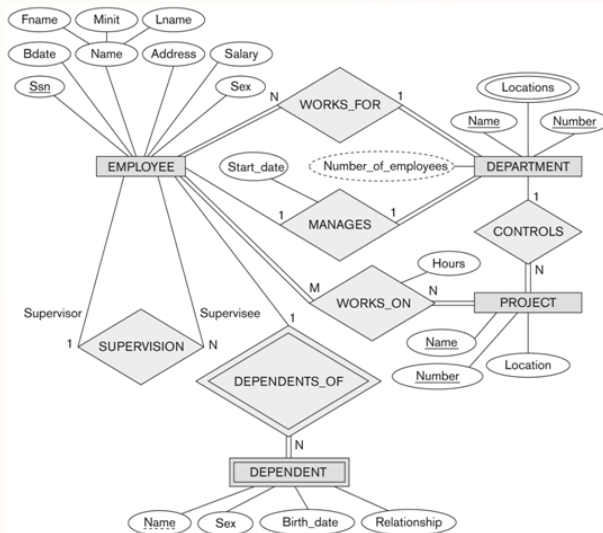 Fname Minit Lname
Bdate Name Address Salary
Ssn Sex
N WORKS_FOR 1
Locations
Name Number
EMPLOYEE
Start_date
Number_of_employees
DEPARTMENT
1 MANAGES 1
1
CONTROLS
N
Hours
M WORKS_ON N
PROJECT
Name
Number
Location
Supervisor Supervisee
1 SUPERVISION N
1
DEPENDENTS_OF
N
DEPENDENT
Name Sex Birth_date Relationship